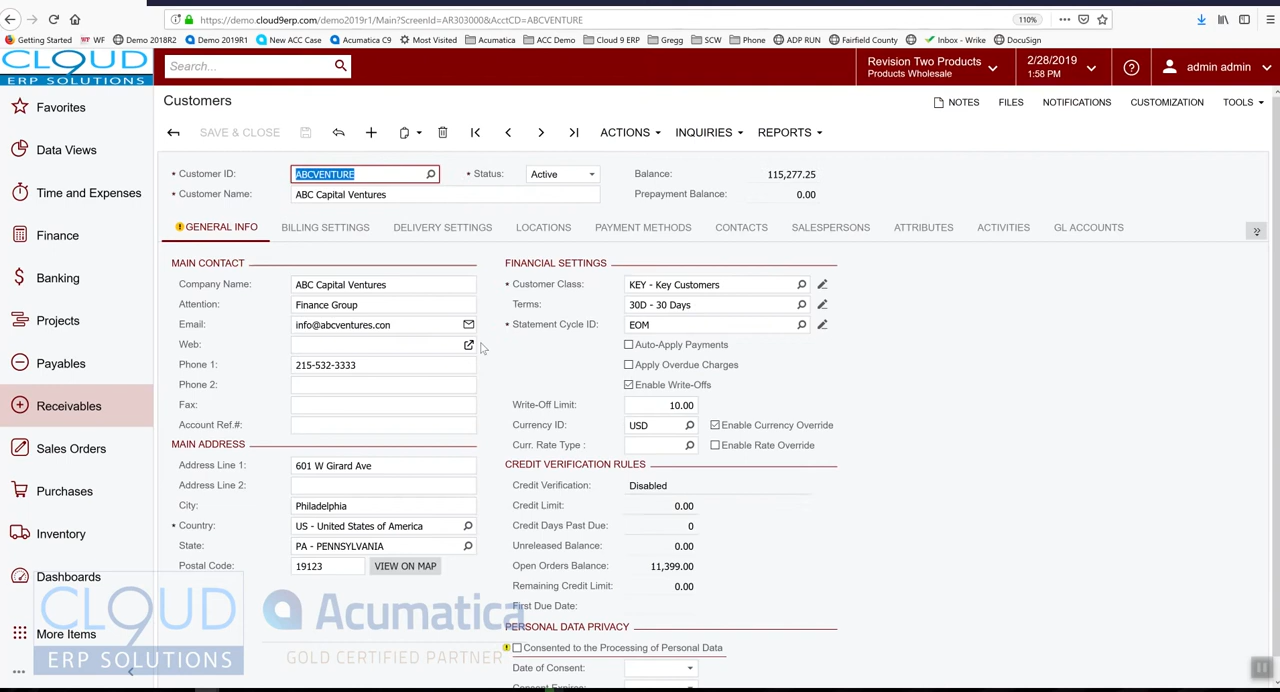 https://demo.cloud9erp.com/demo2019r1/Main?ScreenId=AR303000&AcctCD=ABCVENTURE
110%
Getting Started WF Demo 2018R2 Demo 2019R1 New ACC Case Acumatica C9 Most Visited Acumatica ACC Demo Cloud 9 ERP Gregg SCW Phone ADP RUN Fairfield County Inbox - Wrike DocuSign
CLOUD9
ERP SOLUTIONS
Search...
Revision Two Products
Products Wholesale
2/28/2019
1:58 PM
admin admin
Favorites
Data Views
Time and Expenses
Finance
Banking
Projects
Payables
Receivables
Sales Orders
Purchases
Inventory
Dashboards
More Items
Customers
NOTES FILES NOTIFICATIONS CUSTOMIZATION TOOLS
SAVE & CLOSE ACTIONS INQUIRIES REPORTS
* Customer ID: ABCVENTURE * Status: Active Balance: 115,277.25
* Customer Name: ABC Capital Ventures Prepayment Balance: 0.00
GENERAL INFO BILLING SETTINGS DELIVERY SETTINGS LOCATIONS PAYMENT METHODS CONTACTS SALESPERSONS ATTRIBUTES ACTIVITIES GL ACCOUNTS
MAIN CONTACT
Company Name: ABC Capital Ventures
Attention: Finance Group
Email: info@abcventures.con
Web:
Phone 1: 215-532-3333
Phone 2:
Fax:
Account Ref.#:
MAIN ADDRESS
Address Line 1: 601 W Girard Ave
Address Line 2:
City: Philadelphia
* Country: US - United States of America
State: PA - PENNSYLVANIA
Postal Code: 19123 VIEW ON MAP
FINANCIAL SETTINGS
* Customer Class: KEY - Key Customers
Terms: 30D - 30 Days
* Statement Cycle ID: EOM
Auto-Apply Payments
Apply Overdue Charges
Enable Write-Offs
Write-Off Limit: 10.00
Currency ID: USD Enable Currency Override
Curr. Rate Type : Enable Rate Override
CREDIT VERIFICATION RULES
Credit Verification: Disabled
Credit Limit: 0.00
Credit Days Past Due: 0
Unreleased Balance: 0.00
Open Orders Balance: 11,399.00
Remaining Credit Limit: 0.00
First Due Date:
PERSONAL DATA PRIVACY
Consented to the Processing of Personal Data
Date of Consent:
Consent Expires:
CLOUD9
ERP SOLUTIONS
Acumatica
GOLD CERTIFIED PARTNER